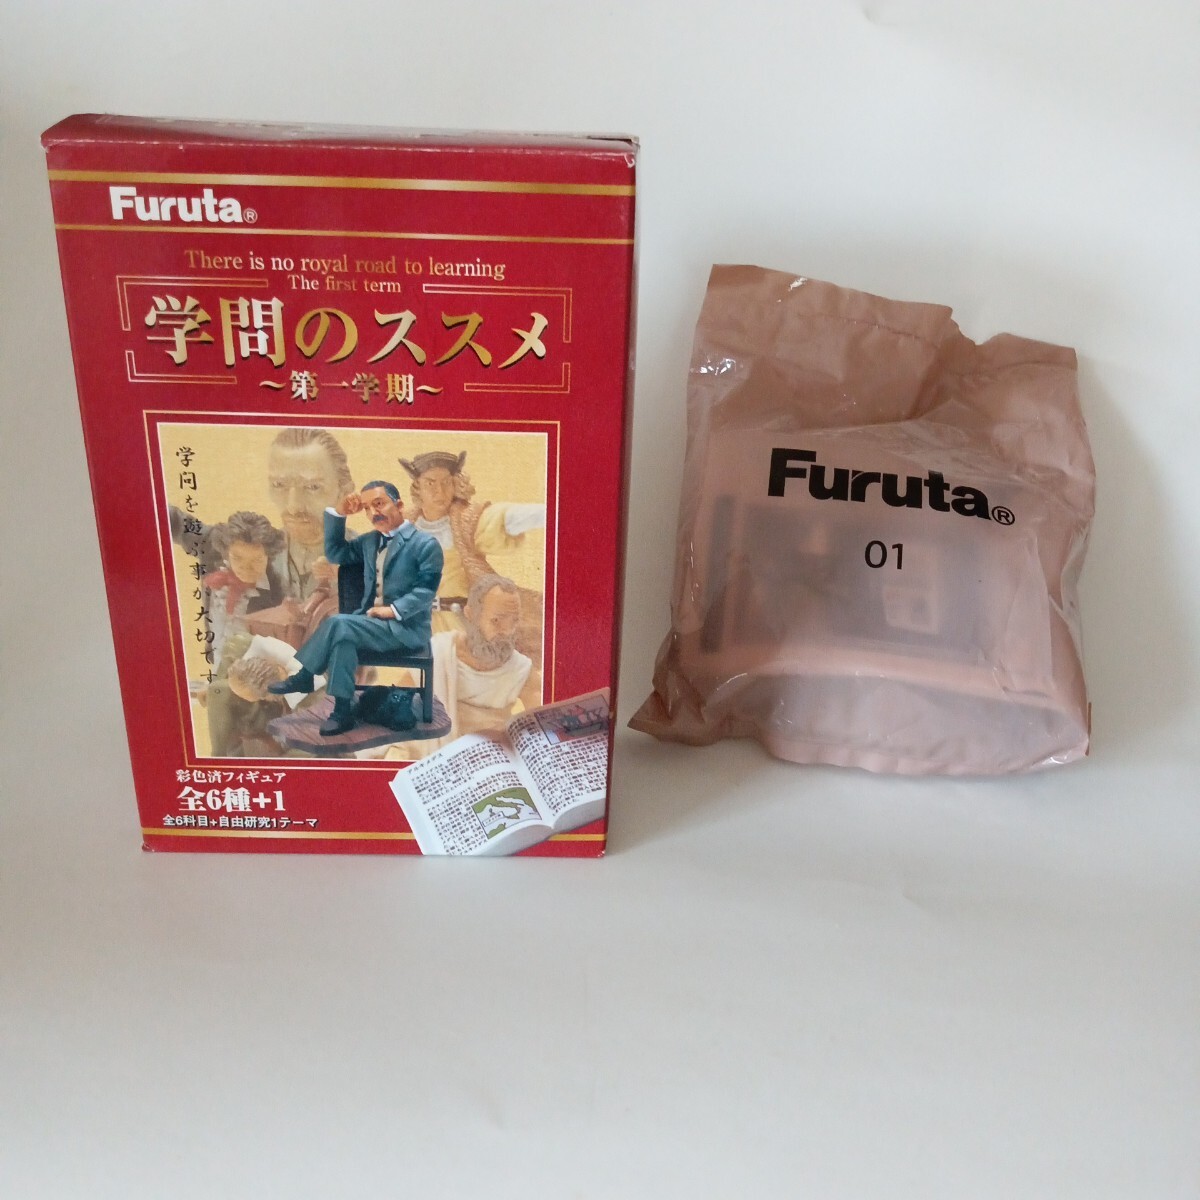 Furuta®
There is no royal road to learning
The first term
学問のススメ
～第一学期～
学問を遊ぶ事が大切です。
彩色済フィギュア
全6種+1
全6科目+自由研究1テーマ
Furuta®
01